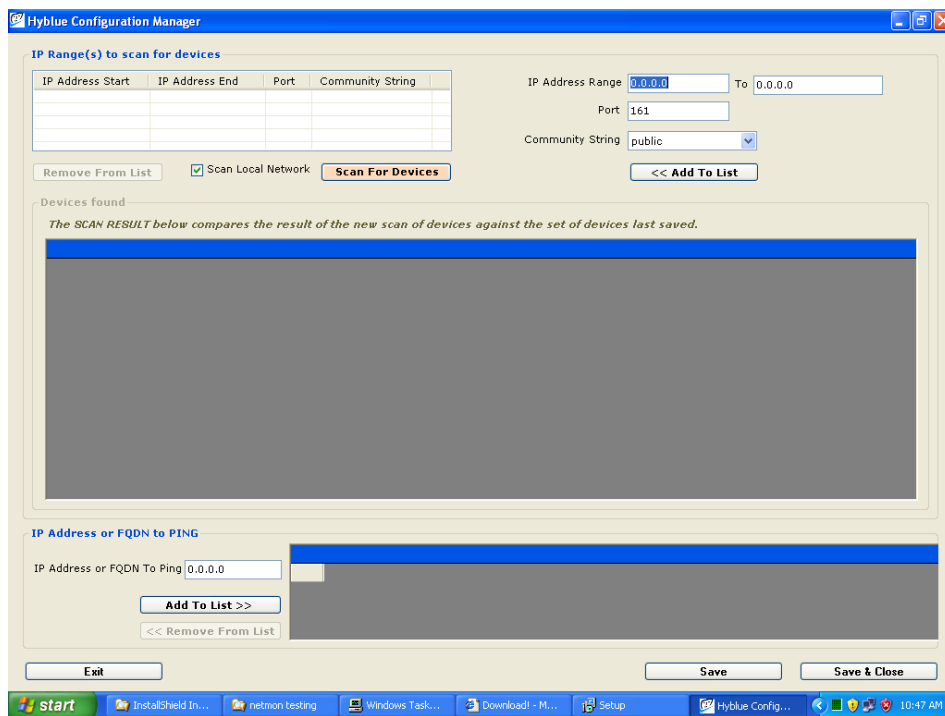 Hyblue Configuration Manager
IP Range(s) to scan for devices
IP Address Start IP Address End Port Community String
IP Address Range 0.0.0.0 To 0.0.0.0
Port 161
Community String public
Remove From List Scan Local Network Scan For Devices << Add To List
Devices found
The SCAN RESULT below compares the result of the new scan of devices against the set of devices last saved.
IP Address or FQDN to PING
IP Address or FQDN To Ping 0.0.0.0
Add To List >>
<< Remove From List
Exit Save Save & Close
start InstallShield In... netmon testing Windows Task... Download! - M... Setup Hyblue Config... 10:47 AM